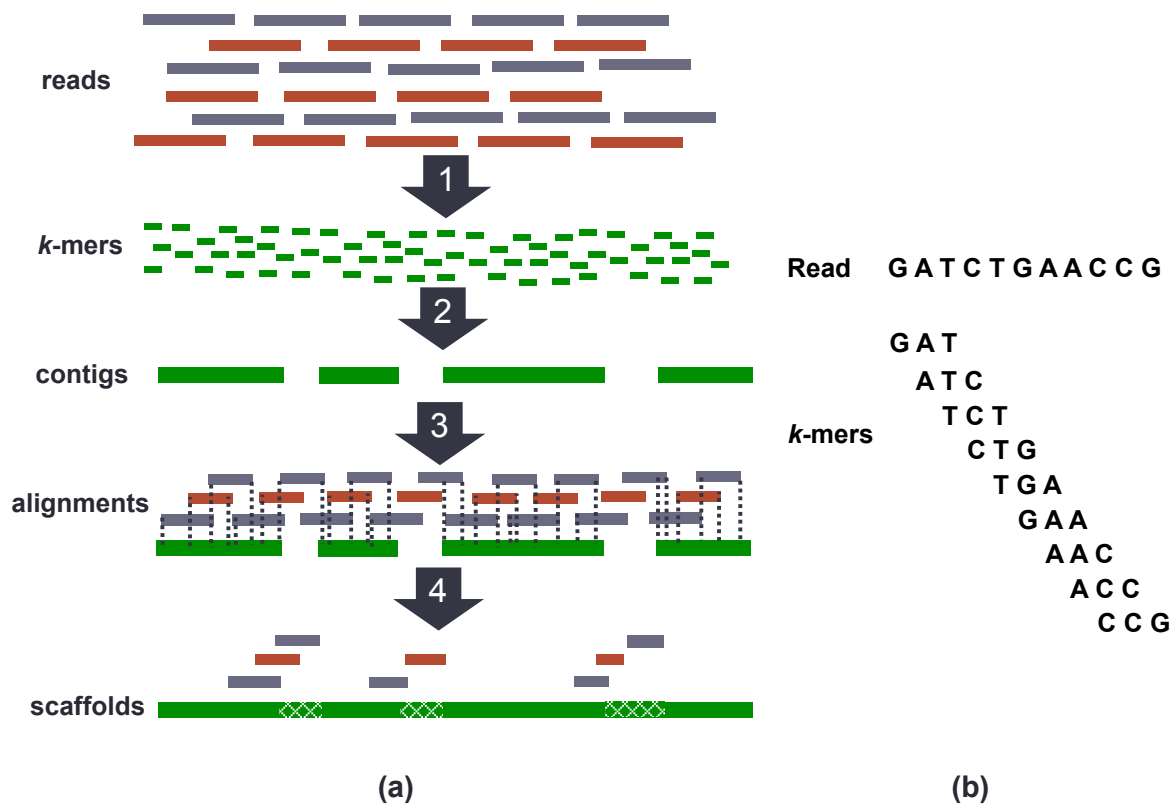 reads
1
k-mers
2
contigs
3
alignments
4
scaffolds
(a)
Read G A T C T G A A C C G
G A T
A T C
T C T
k-mers
C T G
T G A
G A A
A A C
A C C
C C G
(b)